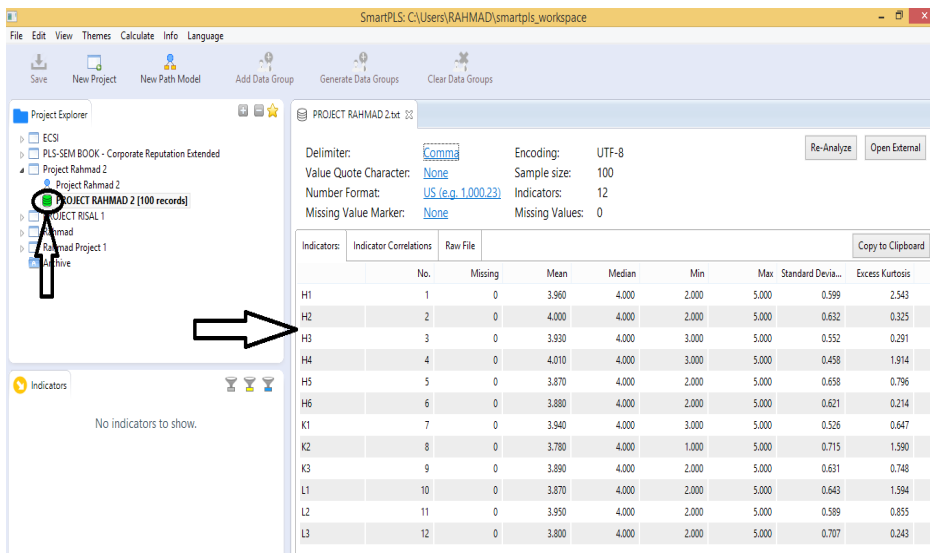 SmartPLS: C:\Users\RAHMAD\smartpls_workspace
File Edit View Themes Calculate Info Language
Save New Project New Path Model Add Data Group Generate Data Groups Clear Data Groups
Project Explorer
ECSI
PLS-SEM BOOK - Corporate Reputation Extended
Project Rahmad 2
Project Rahmad 2
PROJECT RAHMAD 2 [100 records]
PROJECT RISAL 1
Rahmad
Rahmad Project 1
Archive
Indicators
No indicators to show.
PROJECT RAHMAD 2.txt
Delimiter: Comma Encoding: UTF-8 Re-Analyze Open External
Value Quote Character: None Sample size: 100
Number Format: US (e.g. 1,000.23) Indicators: 12
Missing Value Marker: None Missing Values: 0
Indicators: Indicator Correlations Raw File Copy to Clipboard
No. Missing Mean Median Min Max Standard Devia... Excess Kurtosis
H1 1 0 3.960 4.000 2.000 5.000 0.599 2.543
H2 2 0 4.000 4.000 2.000 5.000 0.632 0.325
H3 3 0 3.930 4.000 3.000 5.000 0.552 0.291
H4 4 0 4.010 4.000 3.000 5.000 0.458 1.914
H5 5 0 3.870 4.000 2.000 5.000 0.658 0.796
H6 6 0 3.880 4.000 2.000 5.000 0.621 0.214
K1 7 0 3.940 4.000 3.000 5.000 0.526 0.647
K2 8 0 3.780 4.000 1.000 5.000 0.715 1.590
K3 9 0 3.890 4.000 2.000 5.000 0.631 0.748
L1 10 0 3.870 4.000 2.000 5.000 0.643 1.594
L2 11 0 3.950 4.000 2.000 5.000 0.589 0.855
L3 12 0 3.800 4.000 2.000 5.000 0.707 0.243